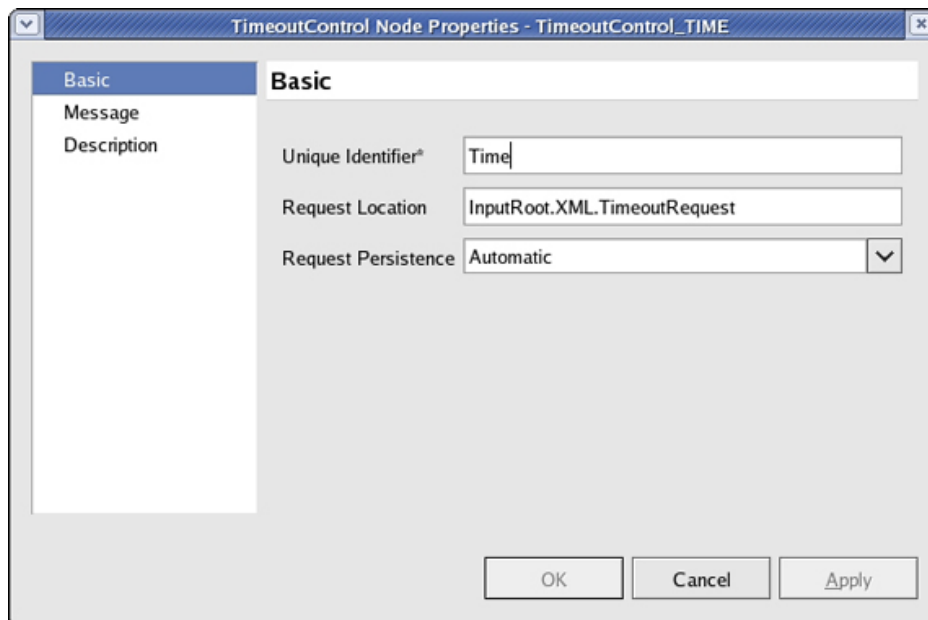 TimeoutControl Node Properties - TimeoutControl_TIME
Basic
Message
Description
Basic
Unique Identifier*
Time
Request Location
InputRoot.XML.TimeoutRequest
Request Persistence
Automatic
OK
Cancel
Apply